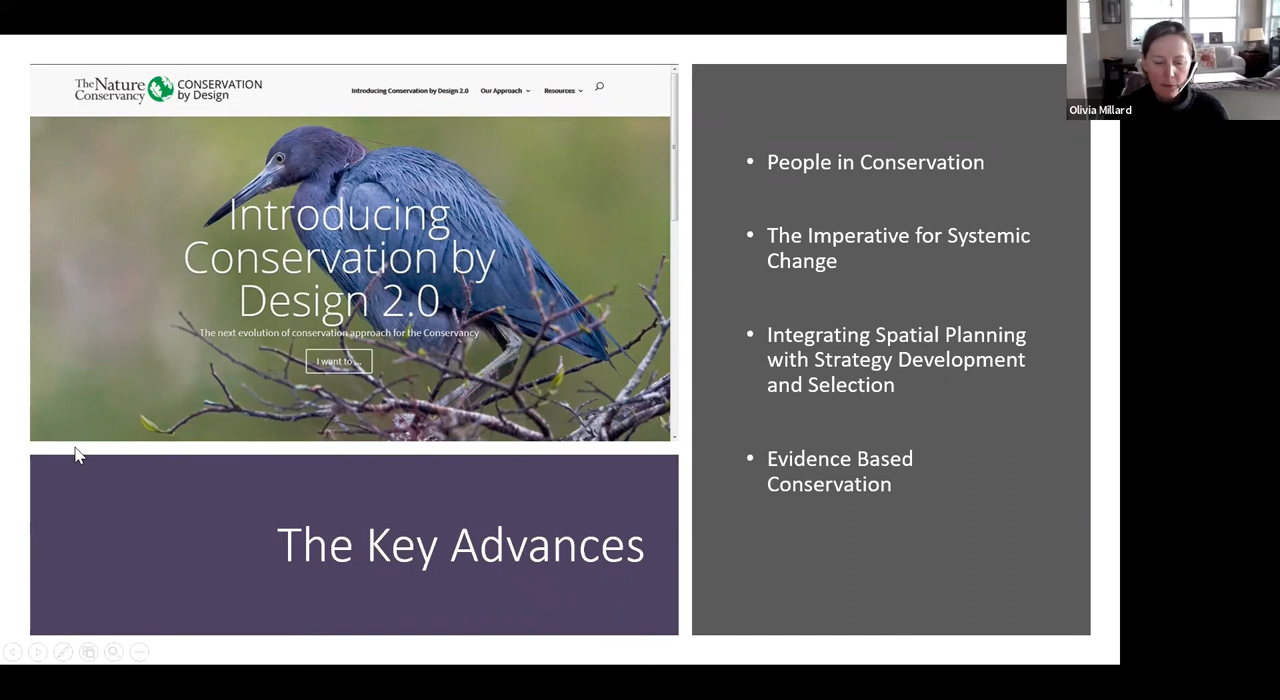 The Nature
Conservancy
CONSERVATION
by Design
Introducing Conservation by Design 2.0
Our Approach
Resources
Introducing
Conservation by
Design 2.0
The next evolution of conservation approach for the Conservancy
I want to ...
The Key Advances
• People in Conservation
• The Imperative for Systemic
Change
• Integrating Spatial Planning
with Strategy Development
and Selection
• Evidence Based
Conservation
Olivia Millard